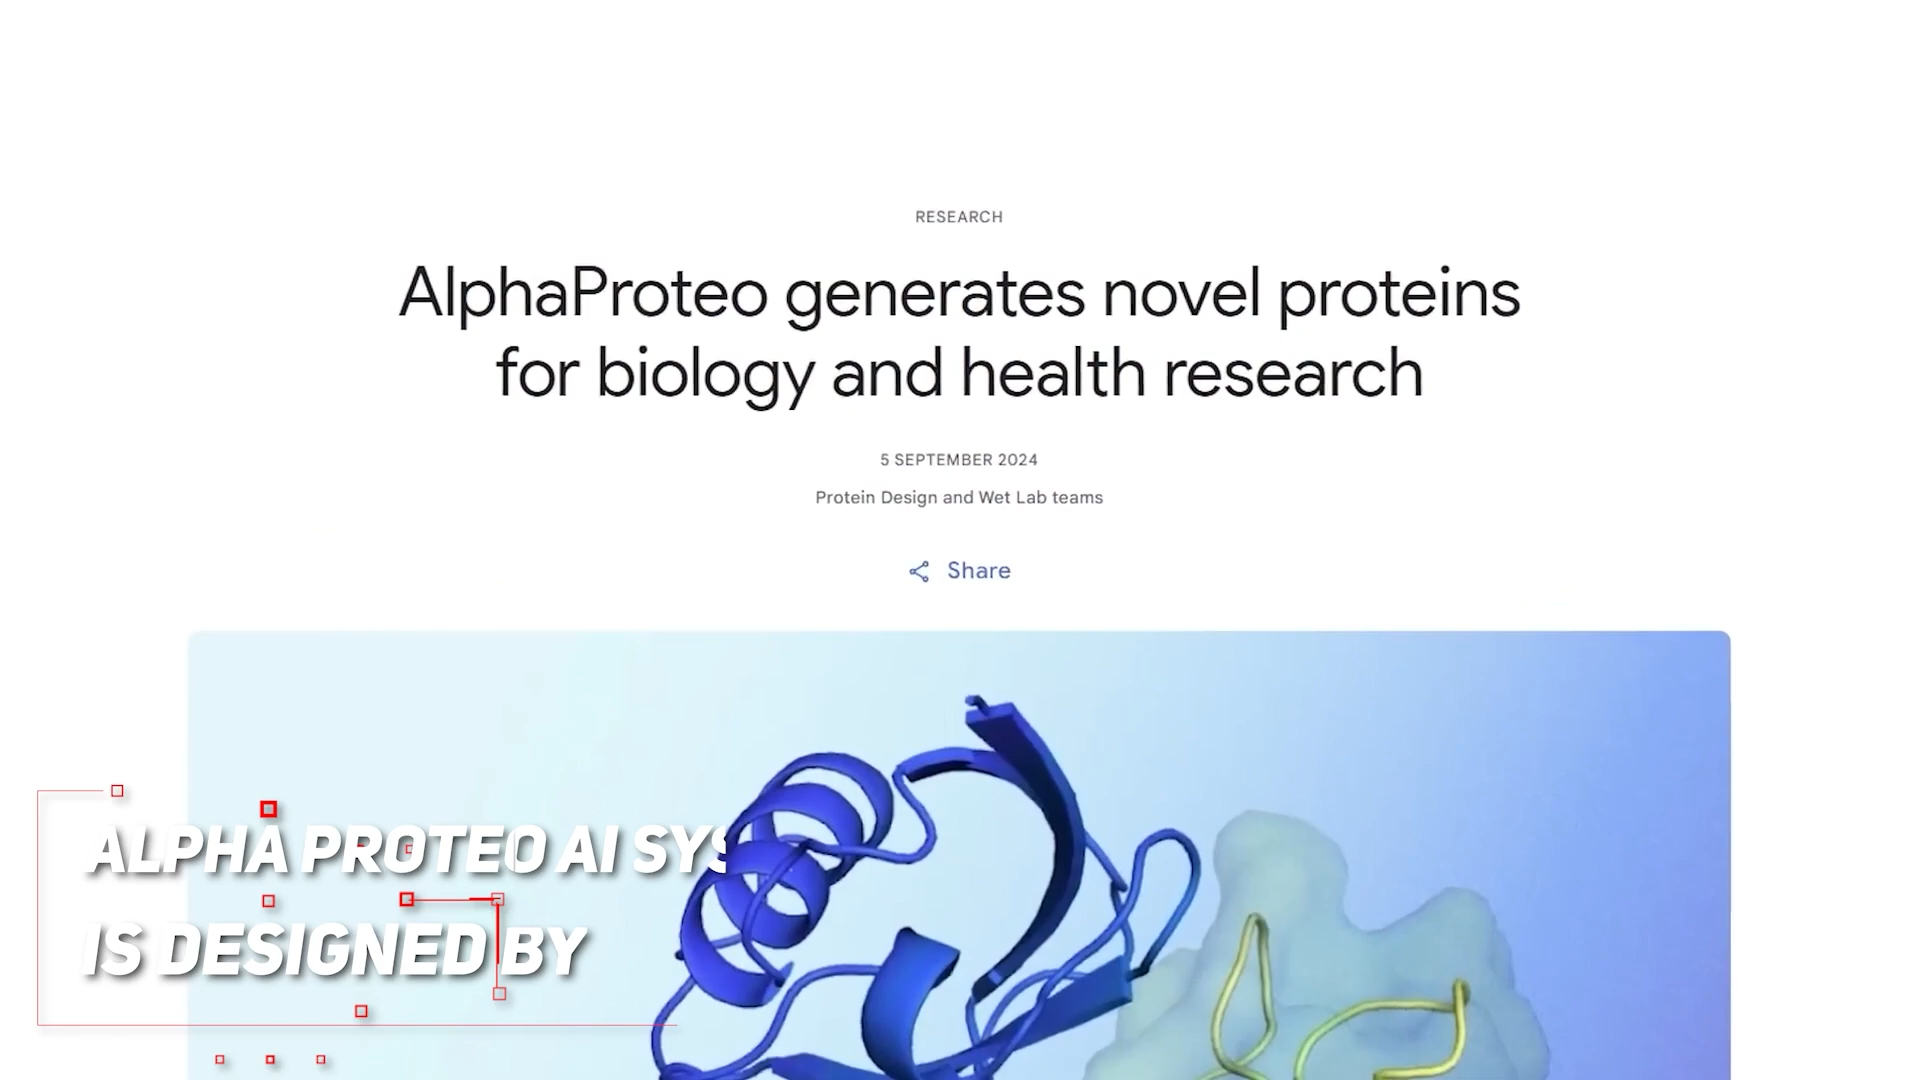 RESEARCH
AlphaProteo generates novel proteins
for biology and health research
5 SEPTEMBER 2024
Protein Design and Wet Lab teams
Share
ALPHA PROTEO AI SYS
IS DESIGNED BY